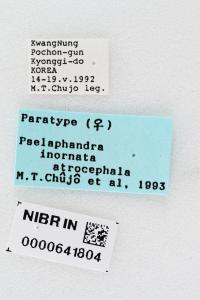 KwangNung
Pochon-gun
Kyonggi-do
KOREA
14-19.v.1992
M.T.Chujo leg.
Paratype (♀)
Pselaphandra
inornata
atrocephala
M.T.Chûjô et al, 1993
NIBR IN
0000641804